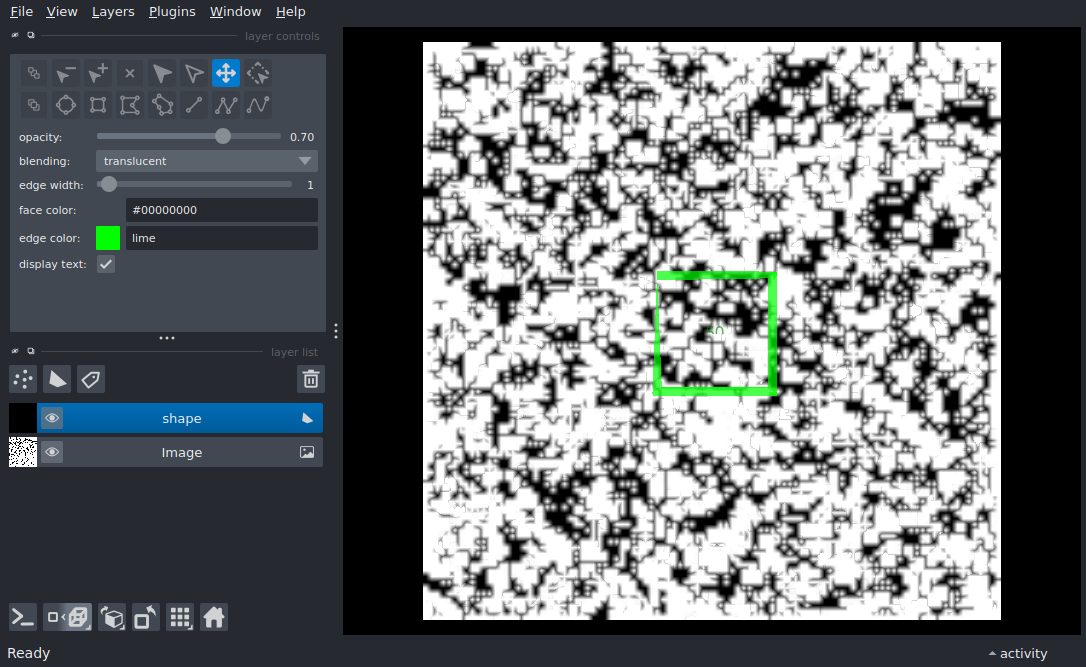 File View Layers Plugins Window Help
layer controls
opacity: 0.70
blending: translucent
edge width: 1
face color: #00000000
edge color: lime
display text:
layer list
shape
Image
Ready
activity